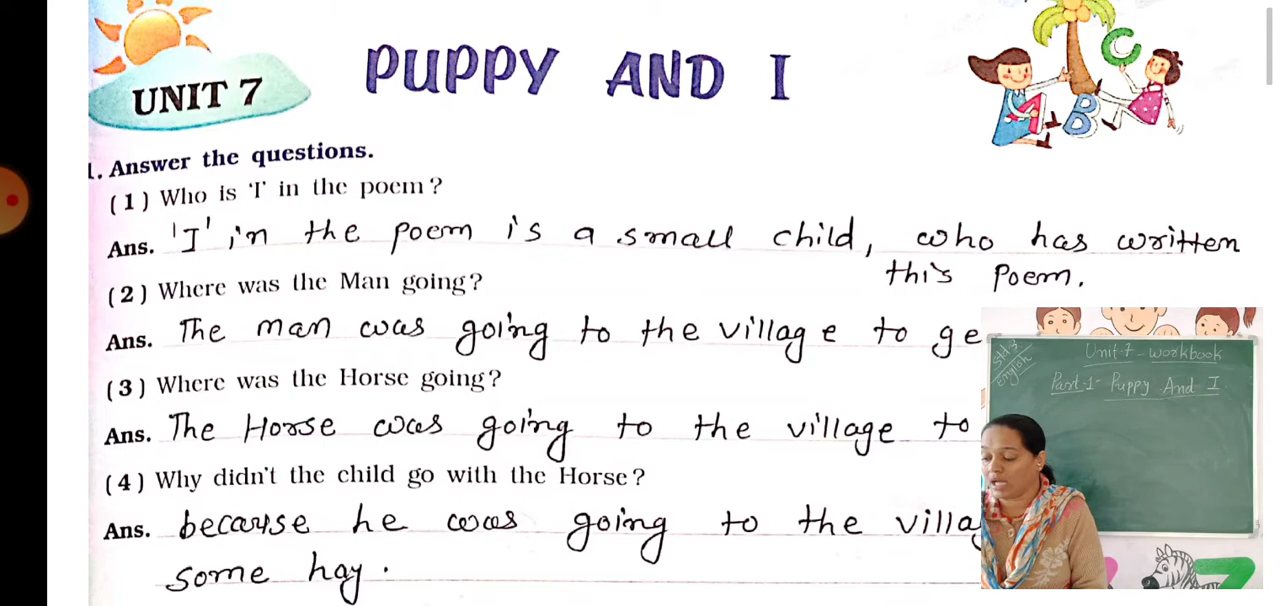 UNIT 7
PUPPY AND I
1. Answer the questions.
(1) Who is 'I' in the poem?
Ans. 'I' in the poem is a small child, who has written
this poem.
(2) Where was the Man going?
Ans. The man was going to the village to ge
(3) Where was the Horse going?
Ans. The Horse was going to the village to
(4) Why didn't the child go with the Horse?
Ans. because he was going to the villag
some hay.
A B C
Std.3
English
Unit-7 - workbook
Part-1- Puppy And I.